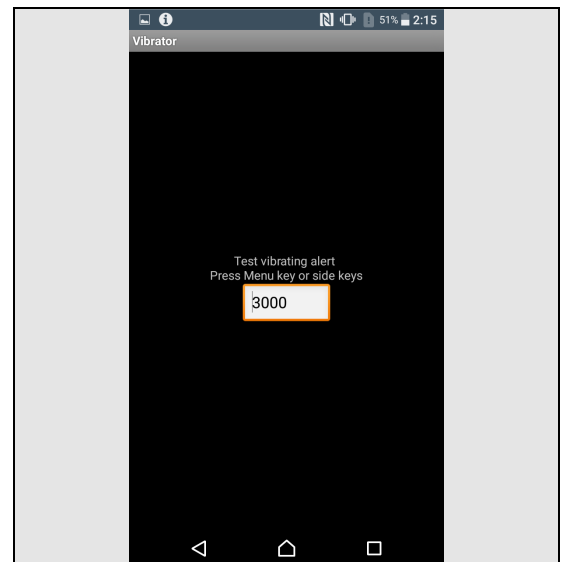 51% 2:15
Vibrator
Test vibrating alert
Press Menu key or side keys
3000